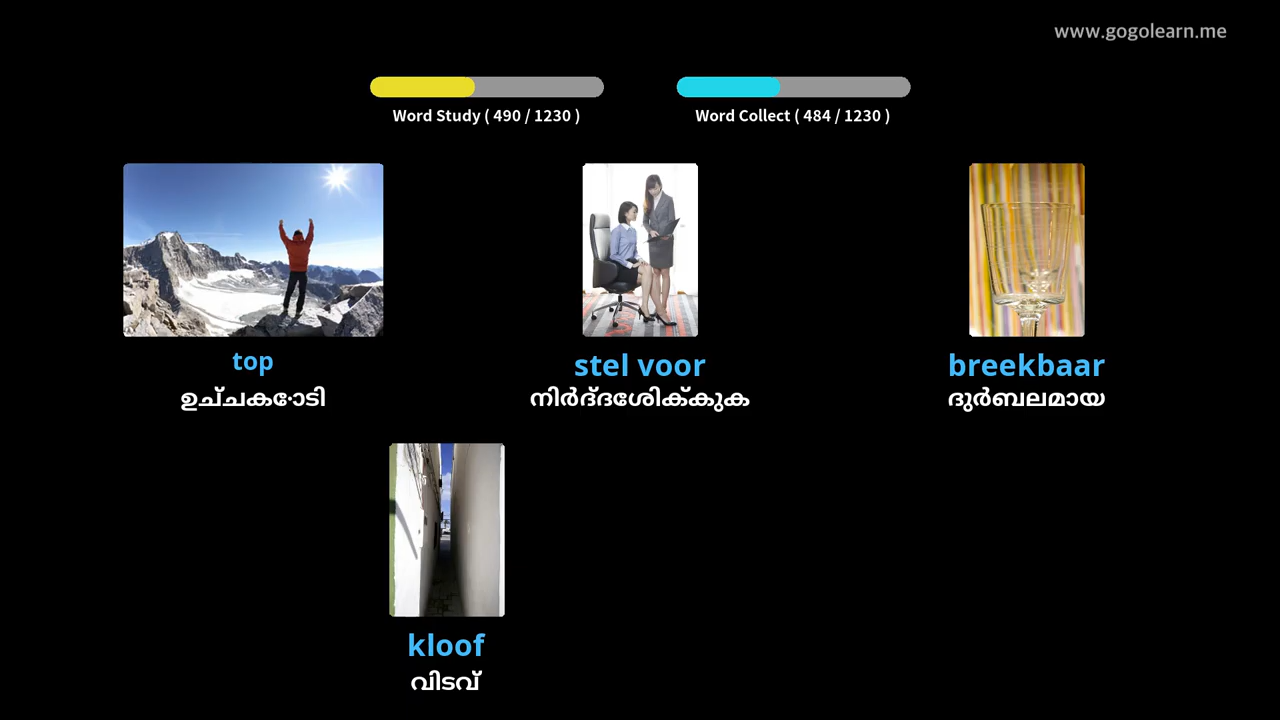 www.gogolearn.me
Word Study ( 490 / 1230 )
Word Collect ( 484 / 1230 )
top
ഉച്ചകോടി
stel voor
നിർദ്ദേശിക്കുക
breekbaar
ദുർബലമായ
kloof
വിടവ്